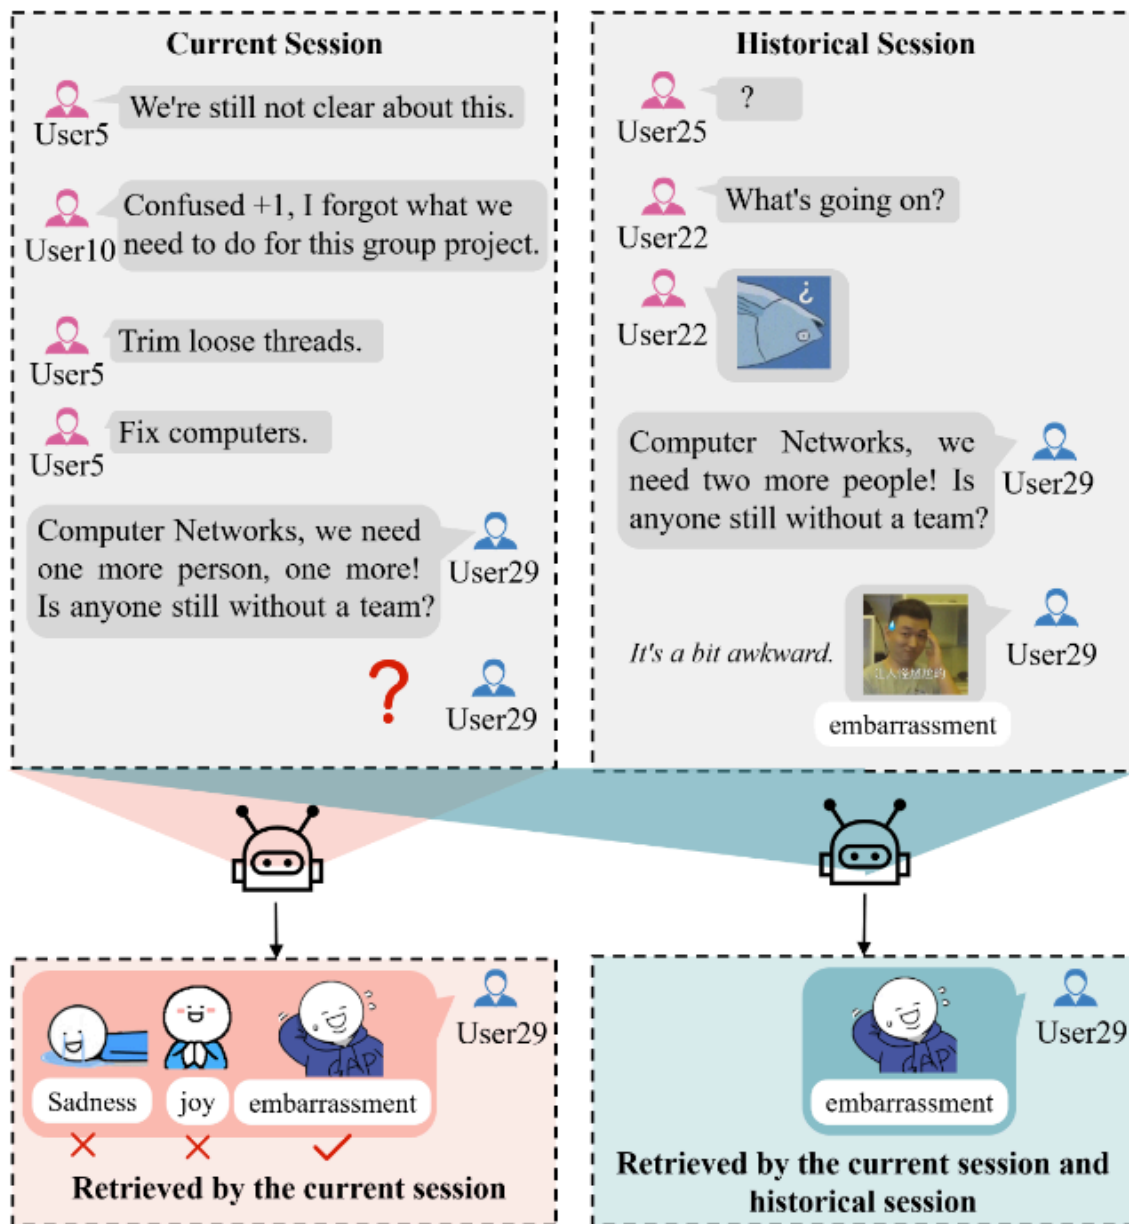 Current Session
We're still not clear about this.
User5
Confused +1, I forgot what we
need to do for this group project.
User10
Trim loose threads.
User5
Fix computers.
User5
Computer Networks, we need
one more person, one more!
Is anyone still without a team?
User29
?
User29
Historical Session
?
User25
What's going on?
User22
¿
User22
Computer Networks, we
need two more people! Is
anyone still without a team?
User29
It's a bit awkward.
User29
embarrassment
GAP
User29
Sadness
joy
embarrassment
Retrieved by the current session
GAP
User29
embarrassment
Retrieved by the current session and
historical session